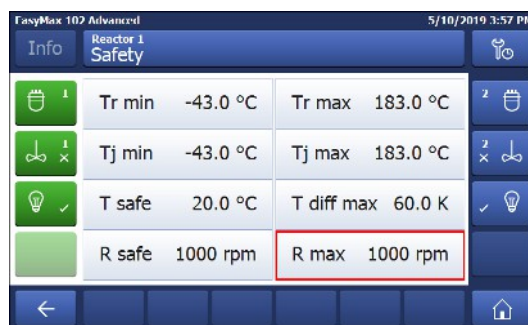 EasyMax 102 Advanced 5/10/2019 3:57 PM
Info Reactor 1
Safety
1 Tr min -43.0 °C Tr max 183.0 °C 2
1 Tj min -43.0 °C Tj max 183.0 °C 2
T safe 20.0 °C T diff max 60.0 K
R safe 1000 rpm R max 1000 rpm